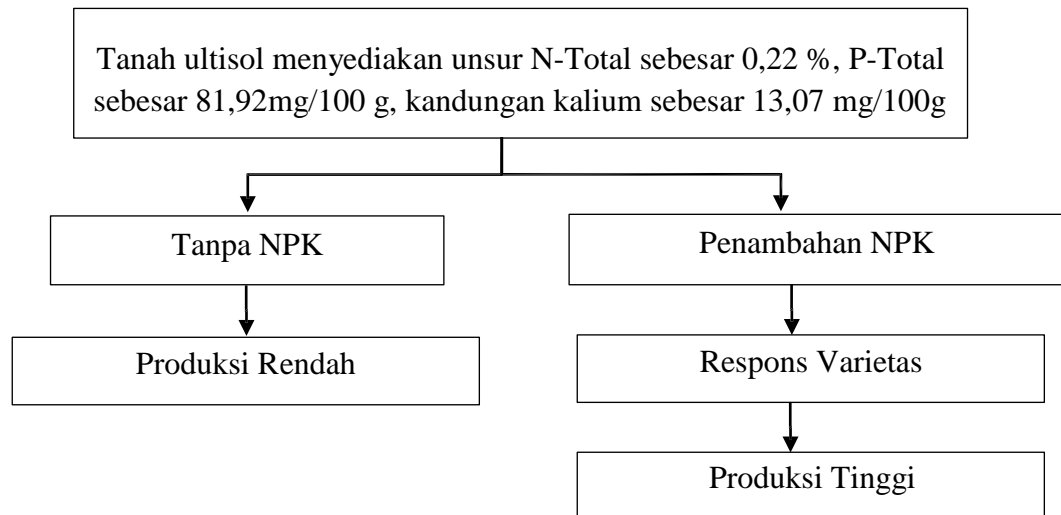 Tanah ultisol menyediakan unsur N-Total sebesar 0,22 %, P-Total
sebesar 81,92mg/100 g, kandungan kalium sebesar 13,07 mg/100g
Tanpa NPK
Penambahan NPK
Produksi Rendah
Respons Varietas
Produksi Tinggi